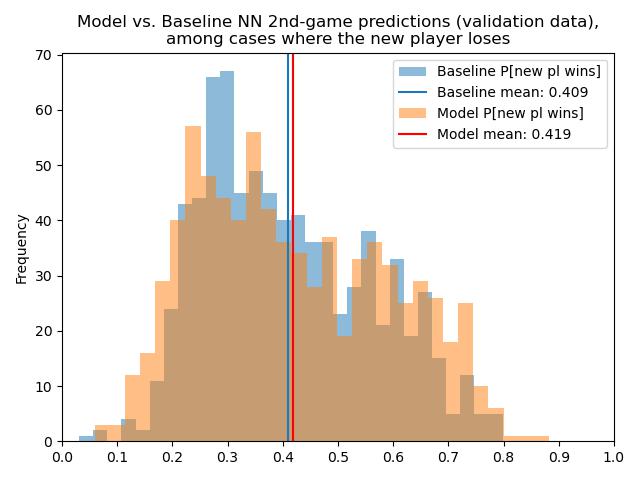 Model vs. Baseline NN 2nd-game predictions (validation data),
among cases where the new player loses
Baseline P[new pl wins]
Baseline mean: 0.409
Model P[new pl wins]
Model mean: 0.419
Frequency
70
60
50
40
30
20
10
0
0.0 0.1 0.2 0.3 0.4 0.5 0.6 0.7 0.8 0.9 1.0